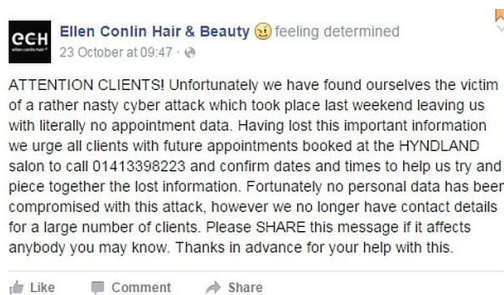 ECH
ellen conlin hair
Ellen Conlin Hair & Beauty feeling determined
23 October at 09:47 ·
ATTENTION CLIENTS! Unfortunately we have found ourselves the victim
of a rather nasty cyber attack which took place last weekend leaving us
with literally no appointment data. Having lost this important information
we urge all clients with future appointments booked at the HYNDLAND
salon to call 01413398223 and confirm dates and times to help us try and
piece together the lost information. Fortunately no personal data has been
compromised with this attack, however we no longer have contact details
for a large number of clients. Please SHARE this message if it affects
anybody you may know. Thanks in advance for your help with this.
Like Comment Share